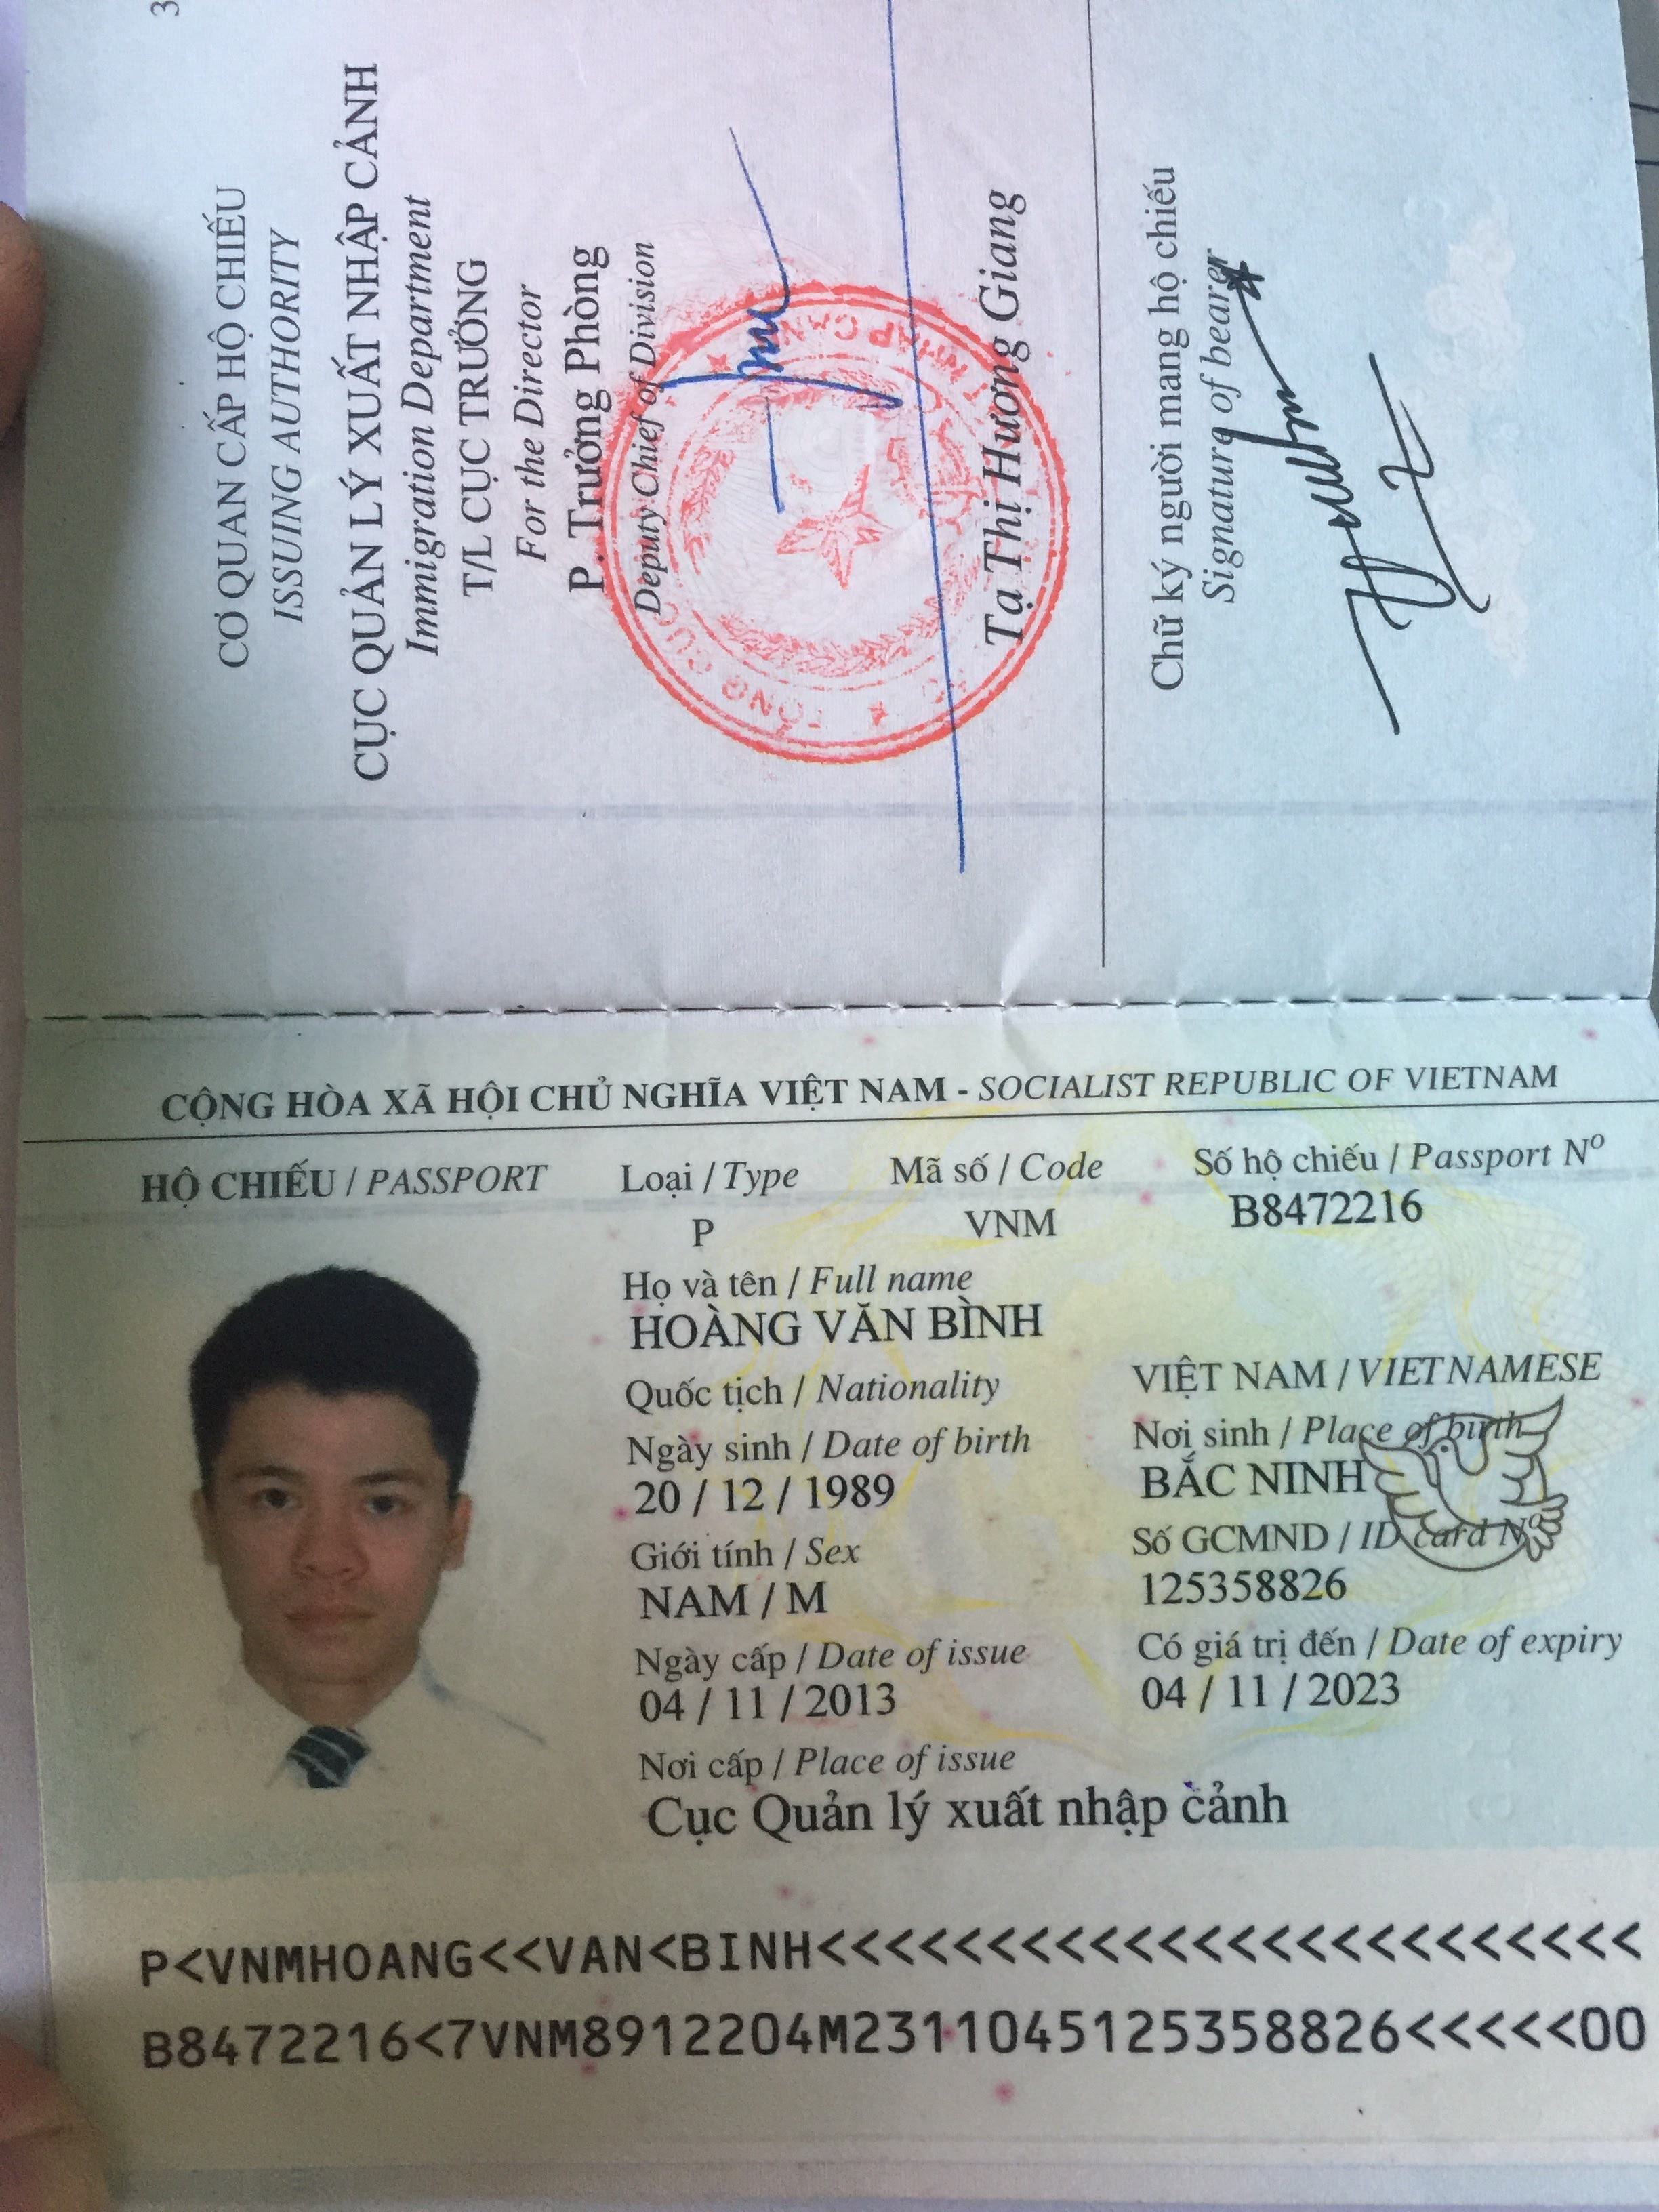 3
CƠ QUAN CẤP HỘ CHIẾU
ISSUING AUTHORITY
CỤC QUẢN LÝ XUẤT NHẬP CẢNH
Immigration Department
T/L CỤC TRƯỞNG
For the Director
P. Trưởng Phòng
Deputy Chief of Division
Tạ Thị Hương Giang
Chữ ký người mang hộ chiếu
Signature of bearer
CỘNG HÒA XÃ HỘI CHỦ NGHĨA VIỆT NAM - SOCIALIST REPUBLIC OF VIETNAM
HỘ CHIẾU / PASSPORT Loại / Type Mã số / Code Số hộ chiếu / Passport Nº
P VNM B8472216
Họ và tên / Full name
HOÀNG VĂN BÌNH
Quốc tịch / Nationality VIỆT NAM / VIETNAMESE
Ngày sinh / Date of birth Nơi sinh / Place of birth
20 / 12 / 1989 BẮC NINH
Giới tính / Sex Số GCMND / ID card Nº
NAM / M 125358826
Ngày cấp / Date of issue Có giá trị đến / Date of expiry
04 / 11 / 2013 04 / 11 / 2023
Nơi cấp / Place of issue
Cục Quản lý xuất nhập cảnh
P<VNMHOANG<<VAN<BINH<<<<<<<<<<<<<<<<<<<<<<<<
B8472216<7VNM8912204M2311045125358826<<<<<00